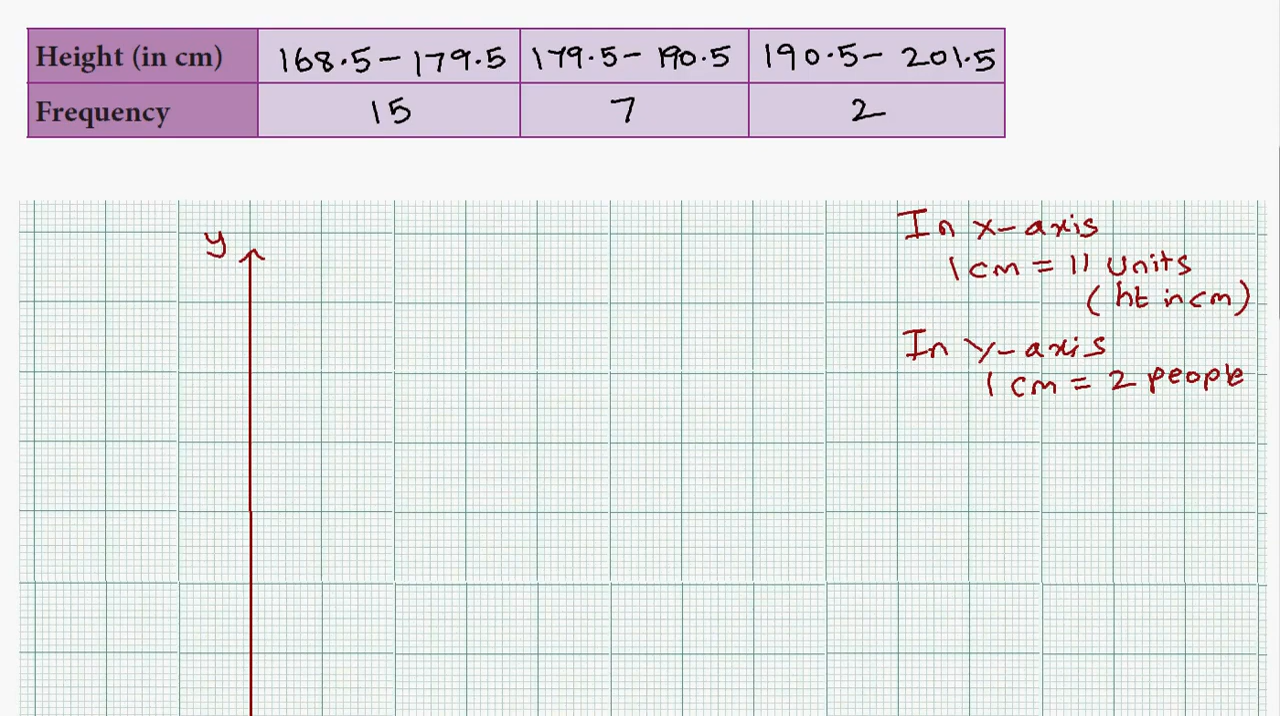 Height (in cm) 168.5 - 179.5 179.5 - 190.5 190.5 - 201.5
Frequency 15 7 2
In x-axis
1 cm = 11 units
(ht in cm)
In y-axis
1 cm = 2 people
y